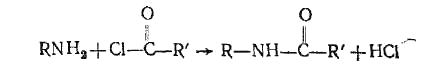 O O
RNH₂+Cl—C—R′ → R—NH—C—R′ +HCl